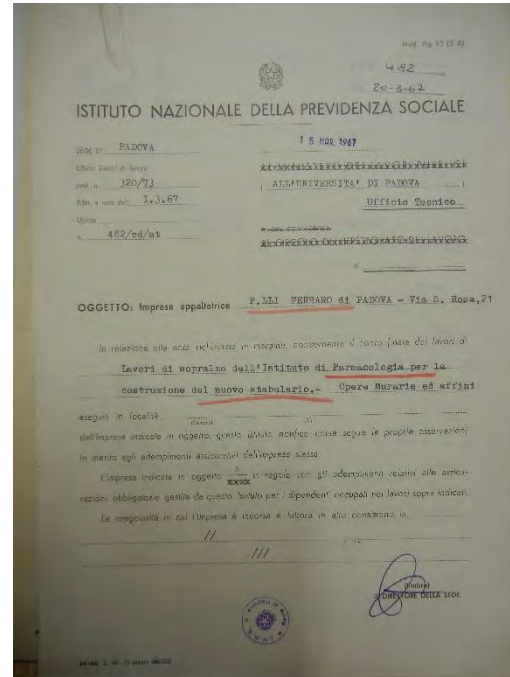 4-82
20-3-67
ISTITUTO NAZIONALE DELLA PREVIDENZA SOCIALE
SEDE DI PADOVA
15 MAR 1967
prot. n. 320/73
ALL'UNIVERSITA' DI PADOVA
Rifer. a nota del 1.3.67
Ufficio Tecnico
Ufficio
n. 482/cd/at
OGGETTO: Impresa appaltatrice F.LLI FERRARO di PADOVA - Via S. Rosa, 21
In relazione alla nota richiamata in margine, concernente il conto finale dei lavori di
Lavori di sopralzo dell'Istituto di Farmacologia per la
costruzione del nuovo stabulario.- Opere Murarie ed affini
eseguiti in località
dall'impresa indicata in oggetto, questo Istituto notifica come segue le proprie osservazioni
in merito agli adempimenti assicurativi dell'impresa stessa.
L'impresa indicata in oggetto è in regola con gli adempimenti relativi alle assicu-
razioni obbligatorie gestite da questo Istituto per i dipendenti occupati nei lavori sopra indicati.
Le irregolarità in cui l'impresa è incorsa e tuttora in atto consistono in
//
///
IL DIRETTORE DELLA SEDE